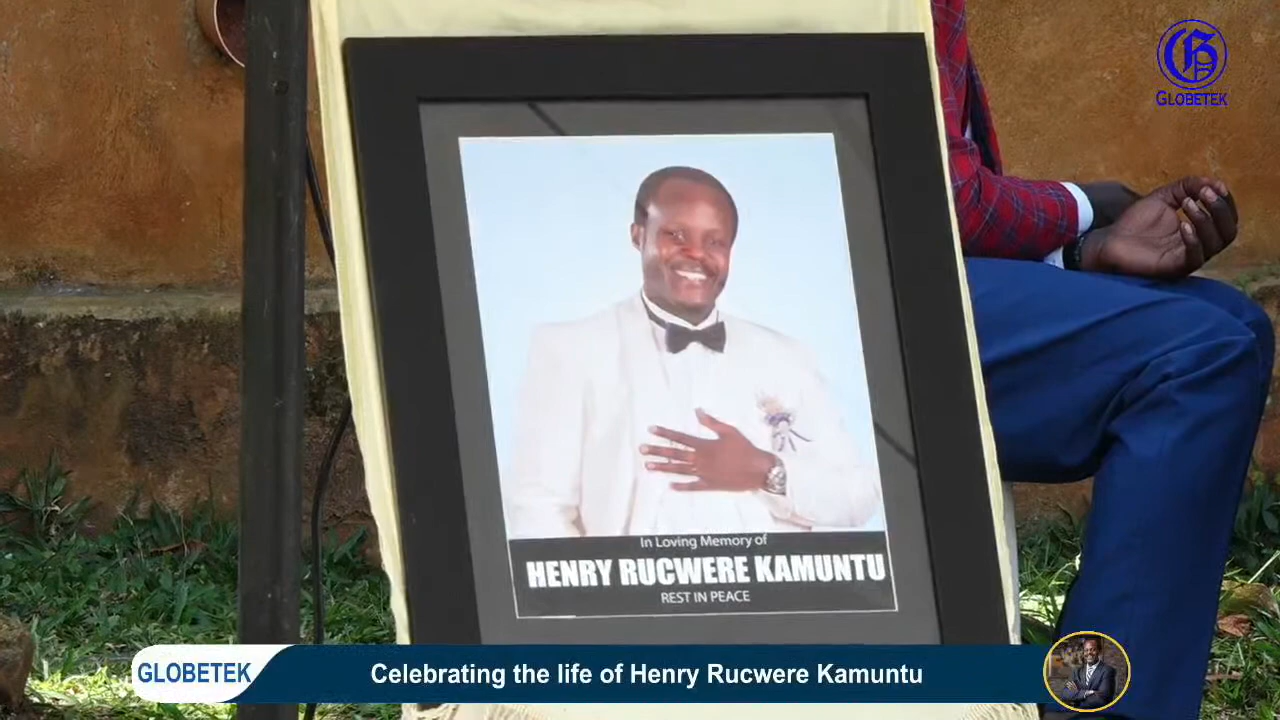 GLOBETEK
In Loving Memory of
HENRY RUCWERE KAMUNTU
REST IN PEACE
GLOBETEK
Celebrating the life of Henry Rucwere Kamuntu